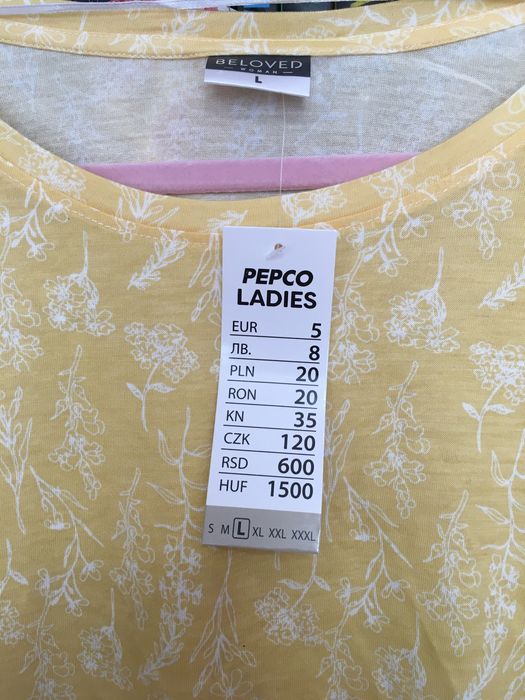 BELOVED
WOMAN
L
PEPCO
LADIES
EUR 5
ЛВ. 8
PLN 20
RON 20
KN 35
CZK 120
RSD 600
HUF 1500
S M L XL XXL XXXL